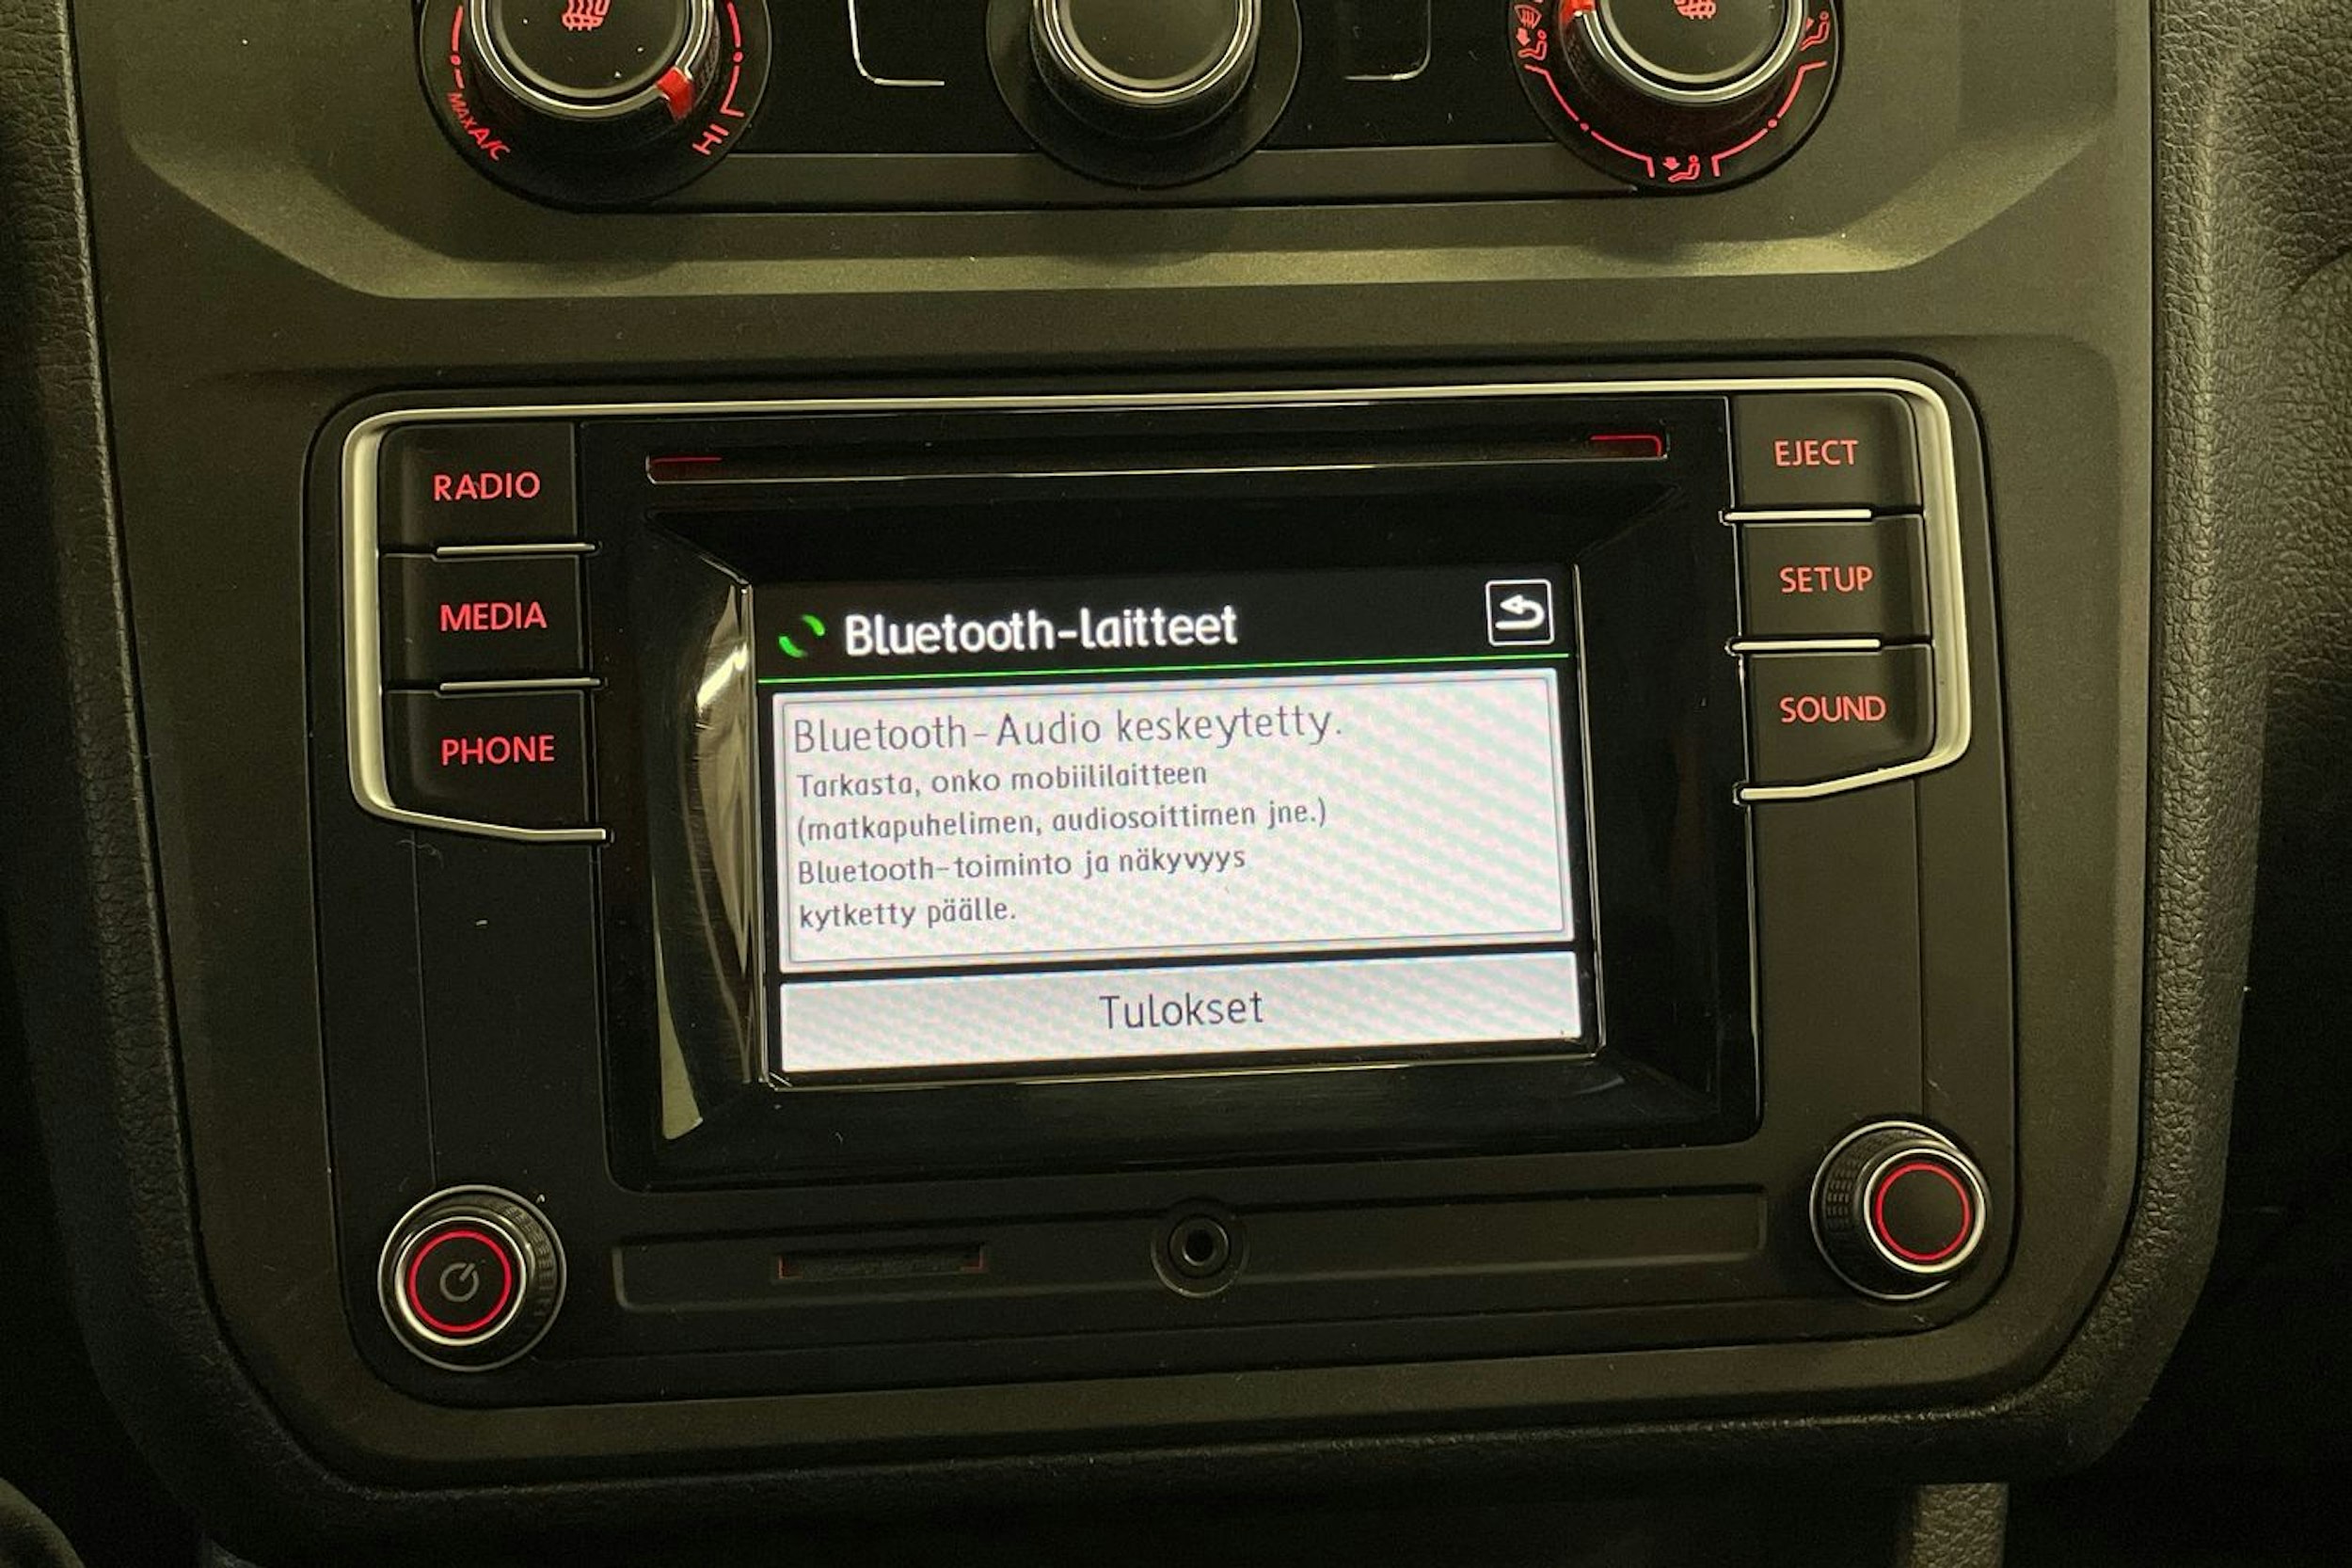 MAX A/C
HI
RADIO
MEDIA
PHONE
EJECT
SETUP
SOUND
Bluetooth-laitteet
Bluetooth-Audio keskeytetty.
Tarkasta, onko mobiililaitteen
(matkapuhelimen, audiosoittimen jne.)
Bluetooth-toiminto ja näkyvyys
kytketty päälle.
Tulokset